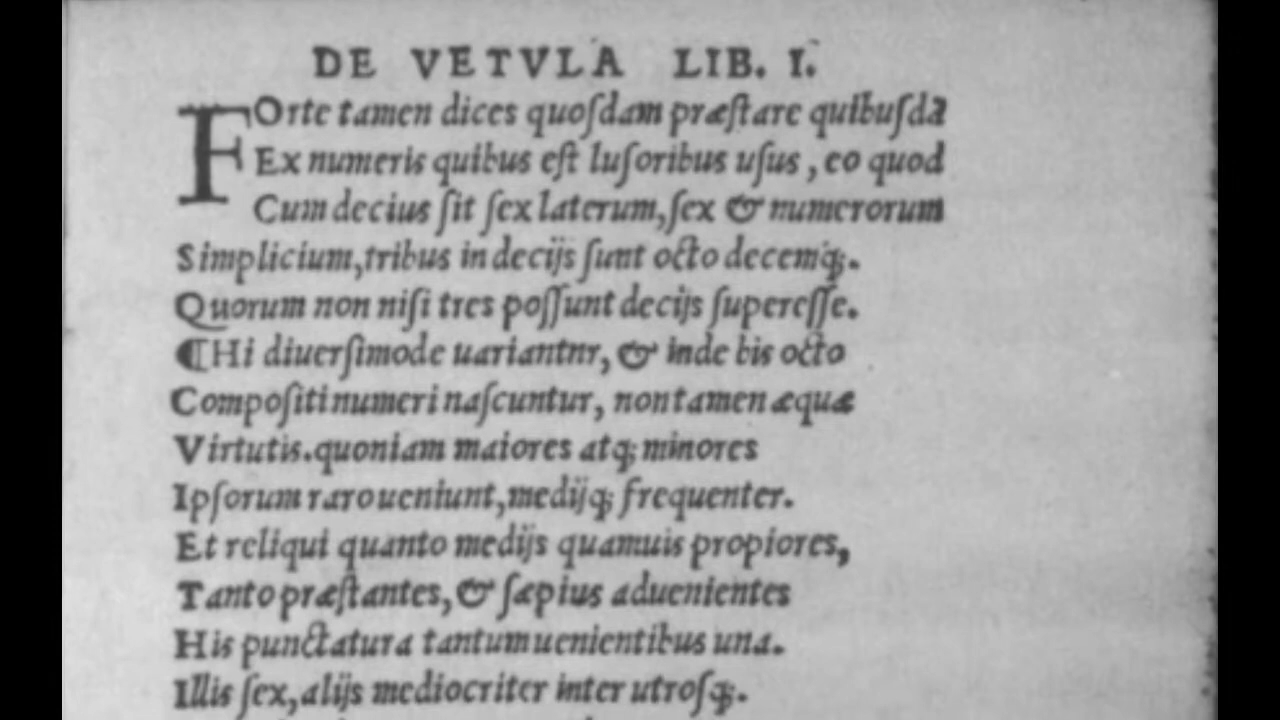 DE VETVLA LIB. I.
FOrte tamen dices quoſdam præſtare quibuſdã
Ex numeris quibus eſt luſoribus uſus, eo quod
Cum decius ſit ſex laterum, ſex & numerorum
Simplicium, tribus in decijs ſunt octo decemq;.
Quorum non niſi tres poſſunt decijs ſupereſſe.
¶Hi diuerſimode uariantnr, & inde bis octo
Compoſiti numeri naſcuntur, non tamen æquæ
Virtutis. quoniam maiores atq; minores
Ipſorum raro ueniunt, medijq; frequenter.
Et reliqui quanto medijs quamuis propiores,
Tanto præſtantes, & ſæpius aduenientes
His punctatura tantum uenientibus una.
Illis ſex, alijs mediocriter inter utroſq;.